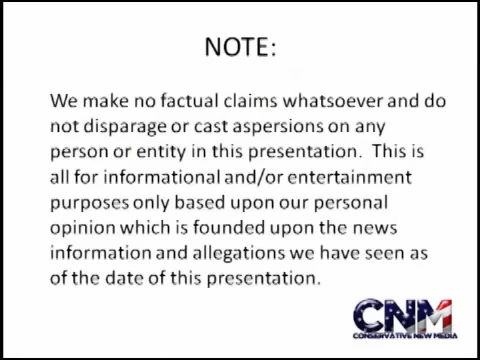 NOTE:
We make no factual claims whatsoever and do
not disparage or cast aspersions on any
person or entity in this presentation.  This is
all for informational and/or entertainment
purposes only based upon our personal
opinion which is founded upon the news
information and allegations we have seen as
of the date of this presentation.
CNM
CONSERVATIVE NEW MEDIA